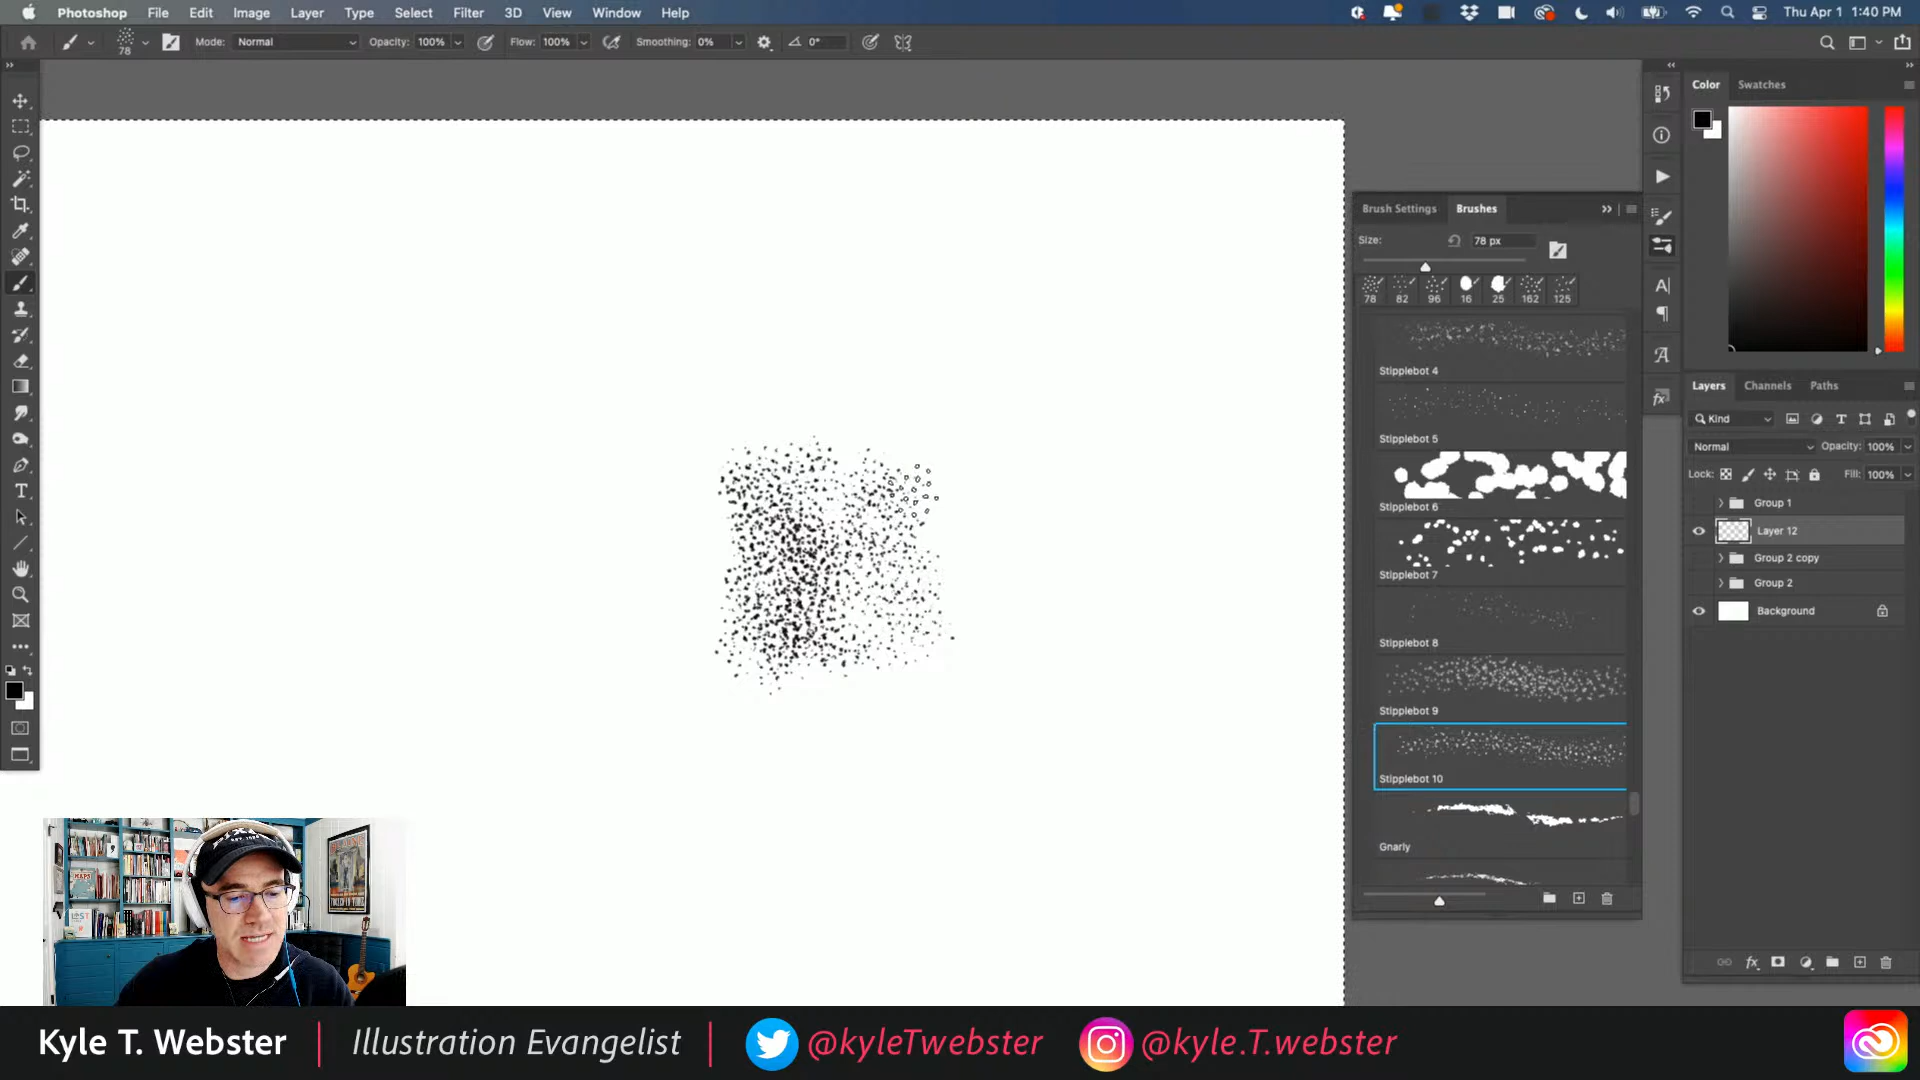 Photoshop File Edit Image Layer Type Select Filter 3D View Window Help Thu Apr 1 1:40 PM
78 Mode: Normal Opacity: 100% Flow: 100% Smoothing: 0% 0°
Color Swatches
Brush Settings Brushes
Size: 78 px
78 82 96 16 25 162 125
Stipplebot 4
Stipplebot 5
Stipplebot 6
Stipplebot 7
Stipplebot 8
Stipplebot 9
Stipplebot 10
Gnarly
Layers Channels Paths
Kind
Normal Opacity: 100%
Lock: Fill: 100%
Group 1
Layer 12
Group 2 copy
Group 2
Background
Kyle T. Webster | Illustration Evangelist | @kyleTwebster @kyle.T.webster